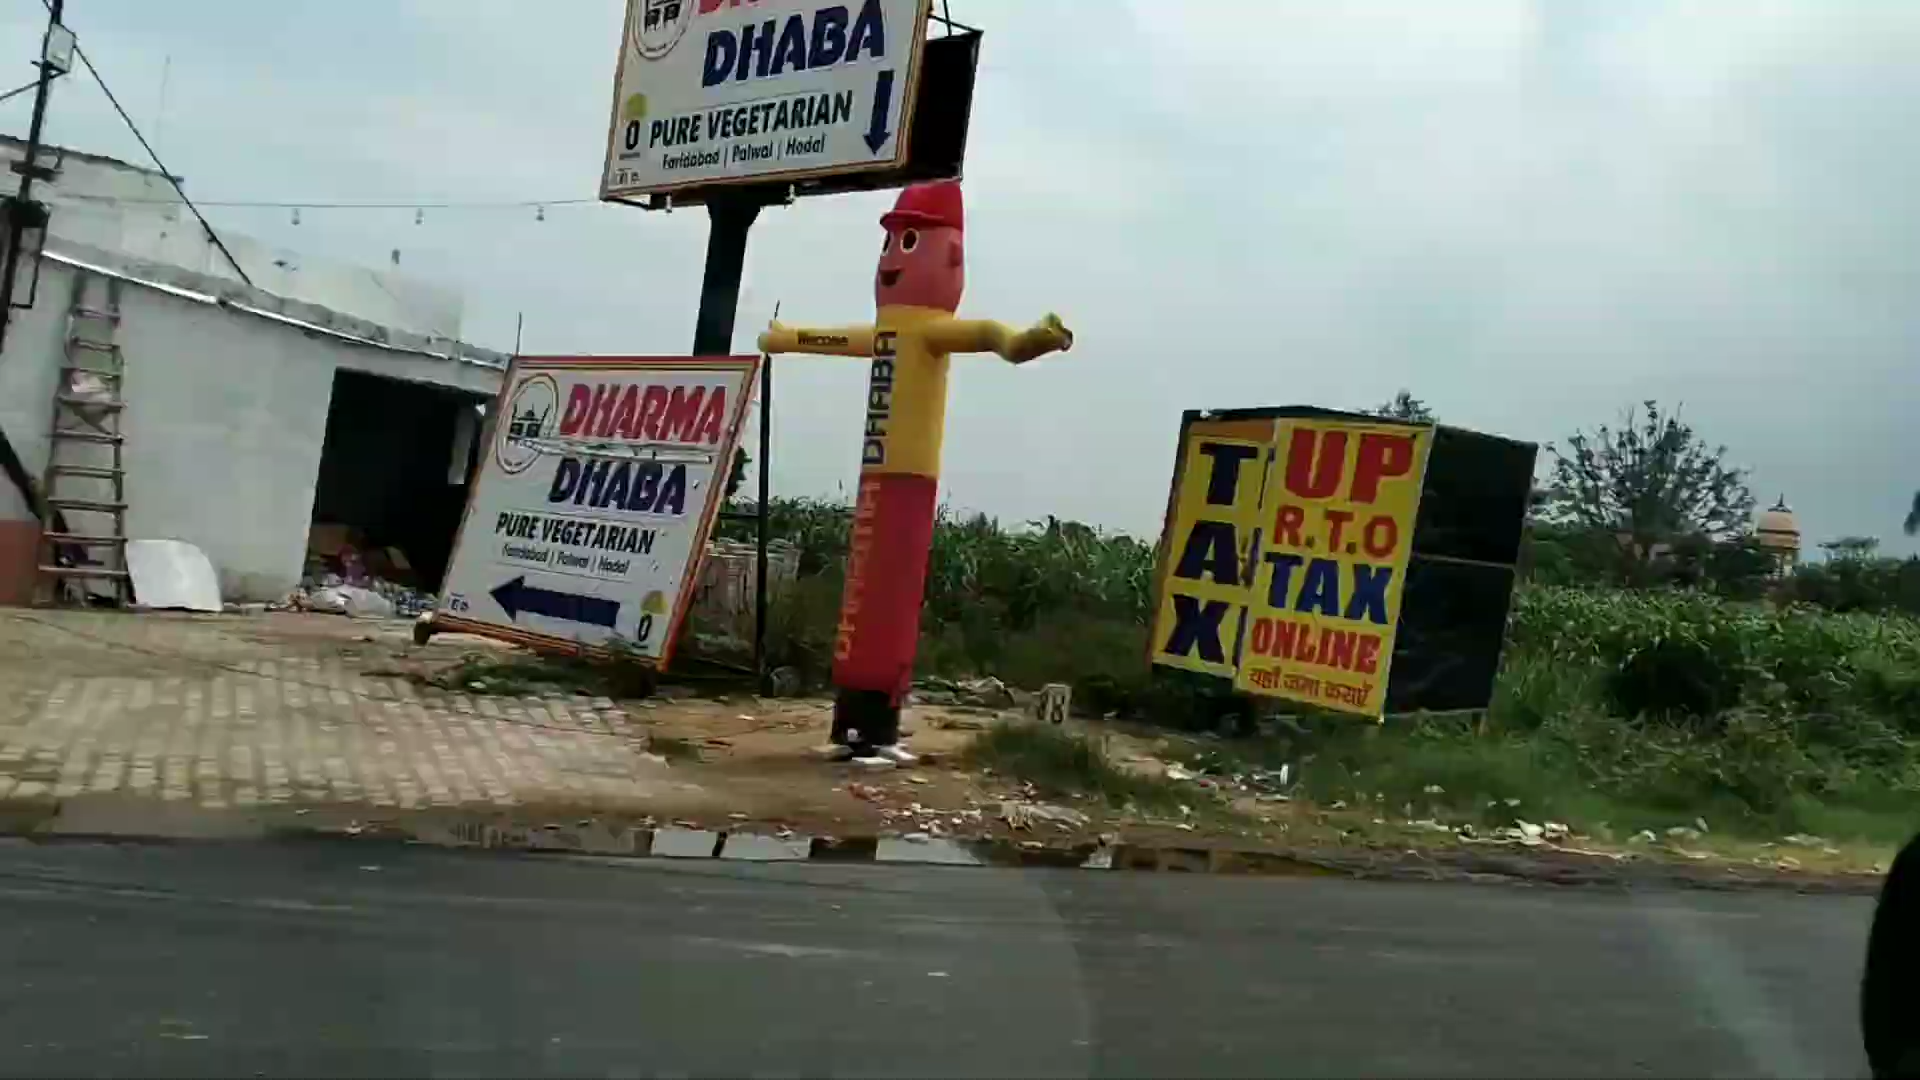 DHABA
PURE VEGETARIAN
Faridabad | Palwal | Hodal
DHARMA
DHABA
PURE VEGETARIAN
Faridabad | Palwal | Hodal
Welcome
DHARMA DHABA
TAX
UP
R.T.O
TAX
ONLINE
यहाँ जमा कराएँ